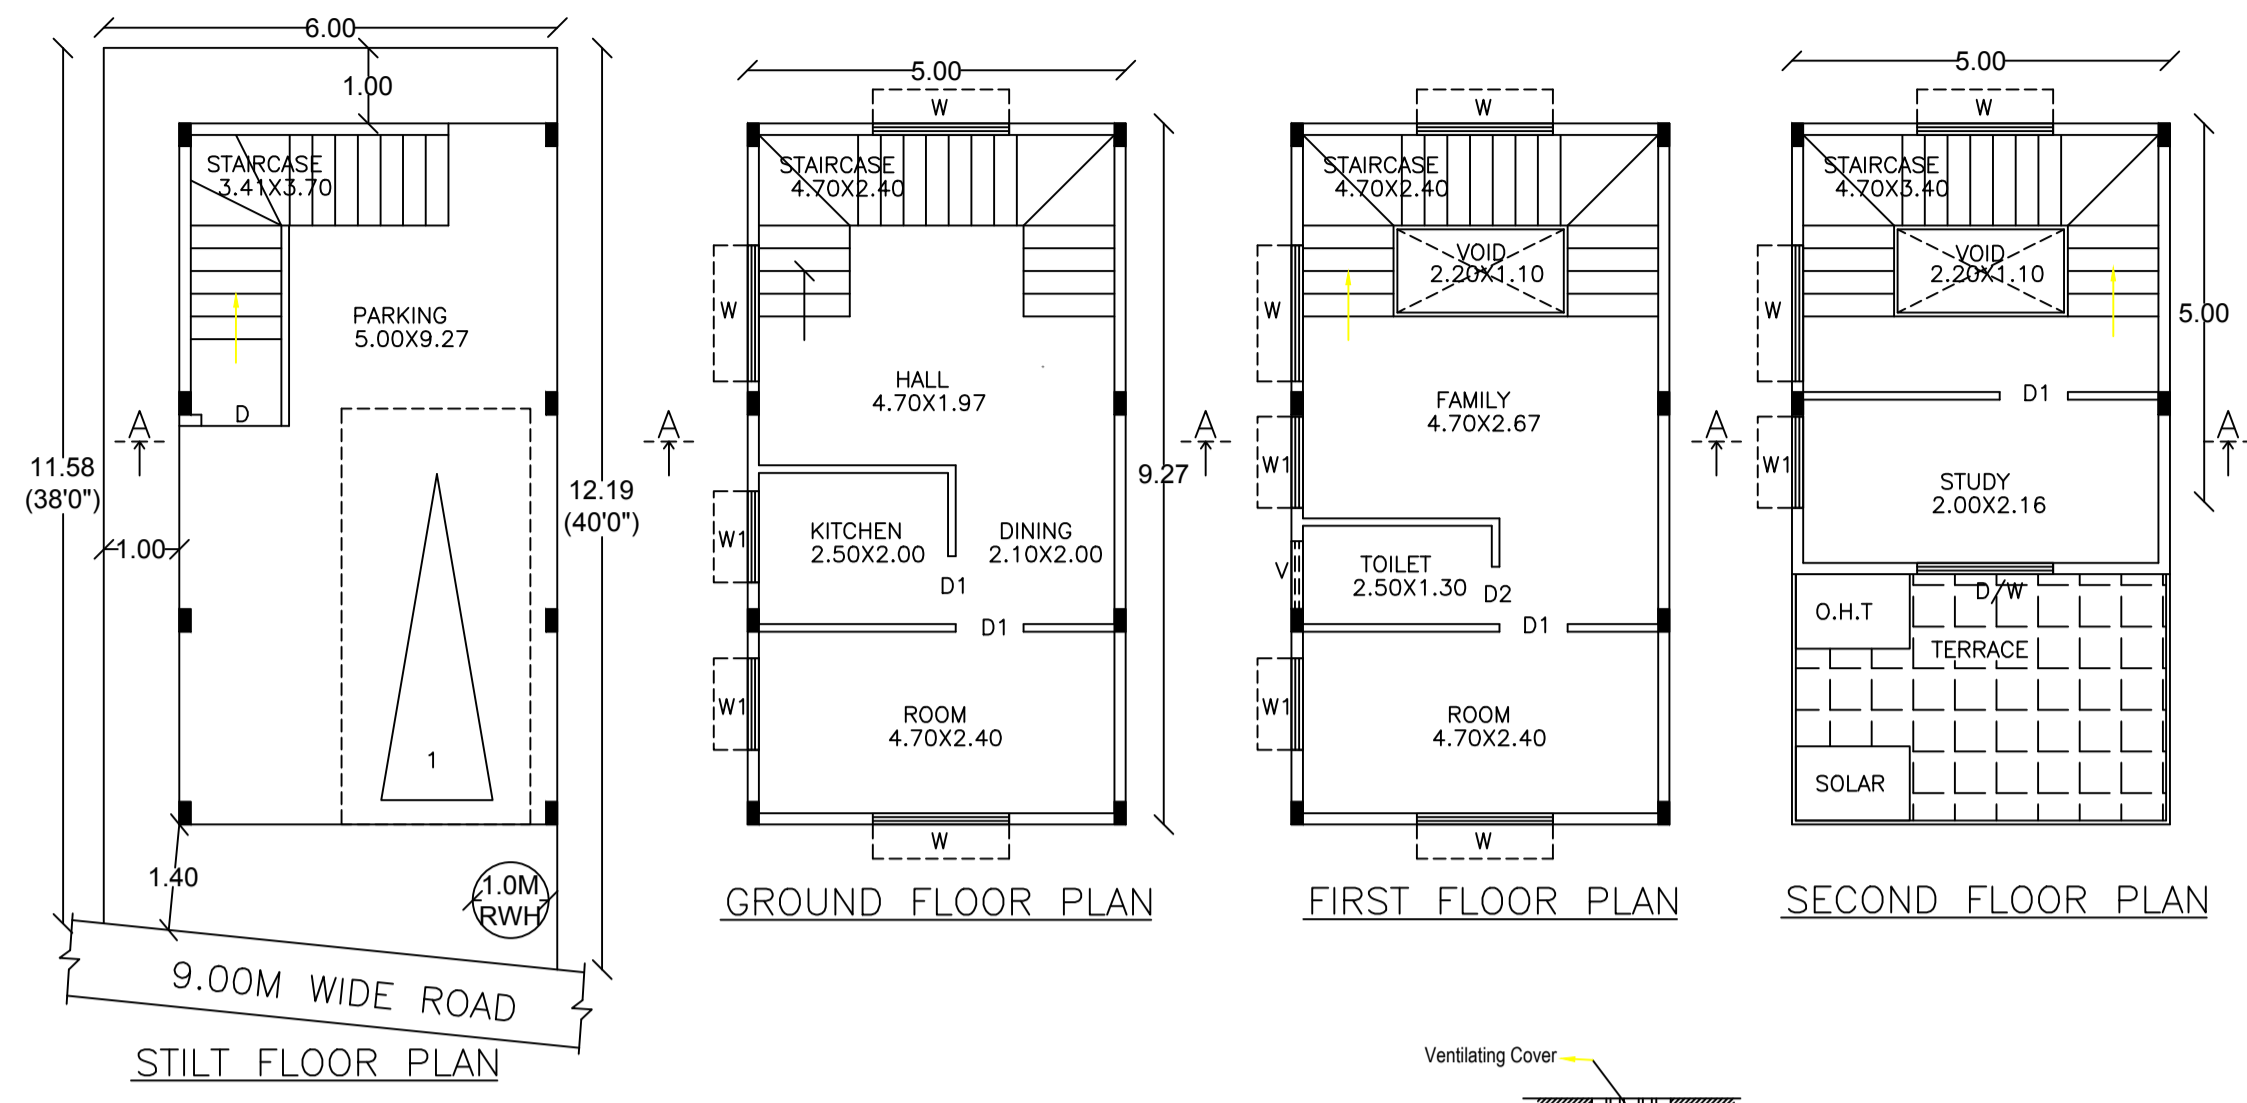 6.00
1.00
STAIRCASE
3.41X3.70
PARKING
5.00X9.27
D
A
11.58
(38'0")
12.19
(40'0")
1.00
1
1.40
1.0M
RWH
9.00M WIDE ROAD
STILT FLOOR PLAN
5.00
W
STAIRCASE
4.70X2.40
W
HALL
4.70X1.97
A
A
9.27
W1
KITCHEN
2.50X2.00
DINING
2.10X2.00
D1
D1
W1
ROOM
4.70X2.40
W
GROUND FLOOR PLAN
W
STAIRCASE
4.70X2.40
VOID
2.20X1.10
W
FAMILY
4.70X2.67
W1
A
V
TOILET
2.50X1.30
D2
D1
W1
ROOM
4.70X2.40
W
FIRST FLOOR PLAN
5.00
W
STAIRCASE
4.70X3.40
VOID
2.20X1.10
W
5.00
D1
A
W1
STUDY
2.00X2.16
D/W
O.H.T
TERRACE
SOLAR
SECOND FLOOR PLAN
Ventilating Cover